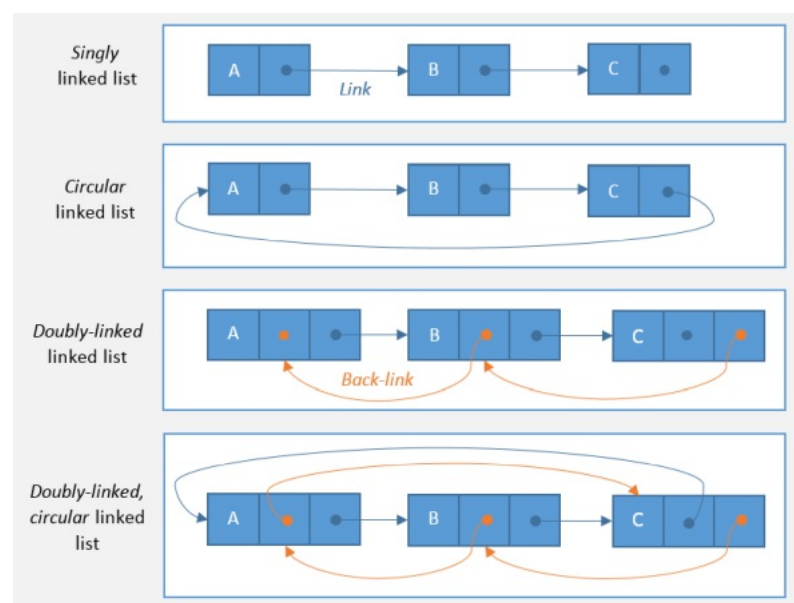 Singly
linked list
A
B
C
Link
Circular
linked list
A
B
C
Doubly-linked
linked list
A
B
C
Back-link
Doubly-linked,
circular linked
list
A
B
C